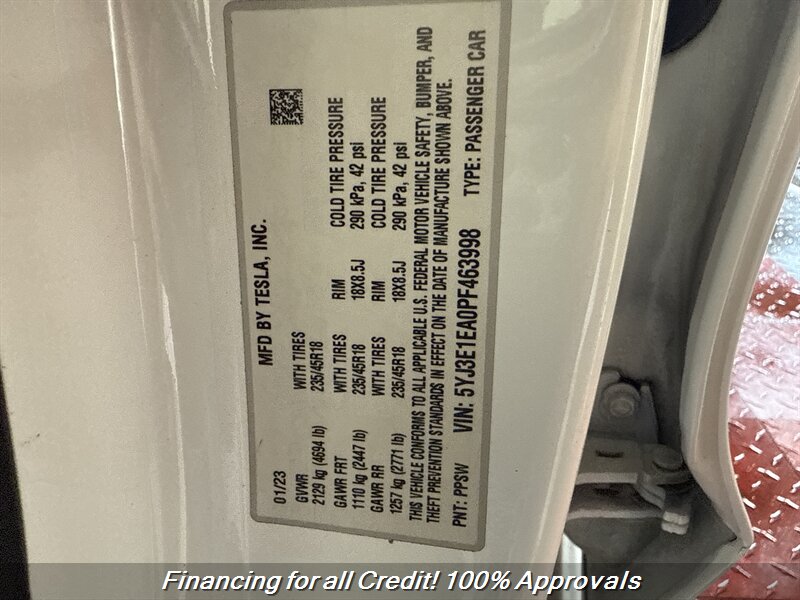 MFD BY TESLA, INC.
01/23
GVWR WITH TIRES
2129 kg (4694 lb) 235/45R18
GAWR FRT WITH TIRES RIM COLD TIRE PRESSURE
1110 kg (2447 lb) 235/45R18 18X8.5J 290 kPa, 42 psi
GAWR RR WITH TIRES RIM COLD TIRE PRESSURE
1257 kg (2771 lb) 235/45R18 18X8.5J 290 kPa, 42 psi
THIS VEHICLE CONFORMS TO ALL APPLICABLE U.S. FEDERAL MOTOR VEHICLE SAFETY, BUMPER, AND
THEFT PREVENTION STANDARDS IN EFFECT ON THE DATE OF MANUFACTURE SHOWN ABOVE.
PNT: PPSW VIN: 5YJ3E1EA0PF463998 TYPE: PASSENGER CAR
Financing for all Credit! 100% Approvals